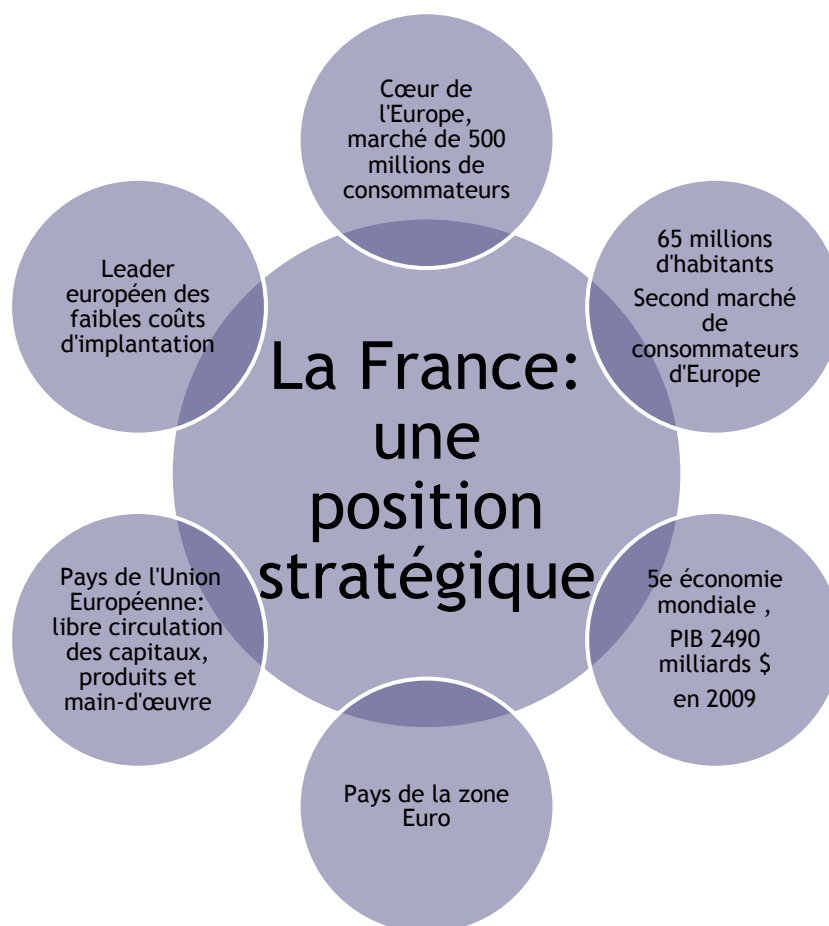 Cœur de
l'Europe,
marché de 500
millions de
consommateurs
65 millions
d'habitants
Second marché
de
consommateurs
d'Europe
5e économie
mondiale ,
PIB 2490
milliards $
en 2009
Pays de la zone
Euro
Pays de l'Union
Européenne:
libre circulation
des capitaux,
produits et
main-d'œuvre
Leader
européen des
faibles coûts
d'implantation
La France:
une
position
stratégique